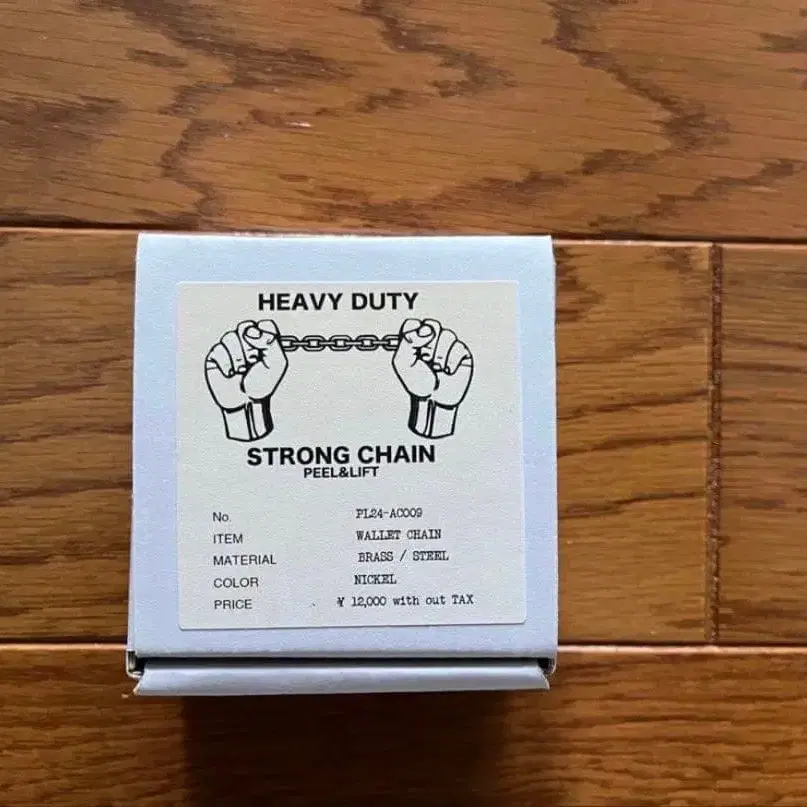 HEAVY DUTY
STRONG CHAIN
PEEL&LIFT
No. PL24-AC009
ITEM WALLET CHAIN
MATERIAL BRASS / STEEL
COLOR NICKEL
PRICE ¥ 12,000 with out TAX